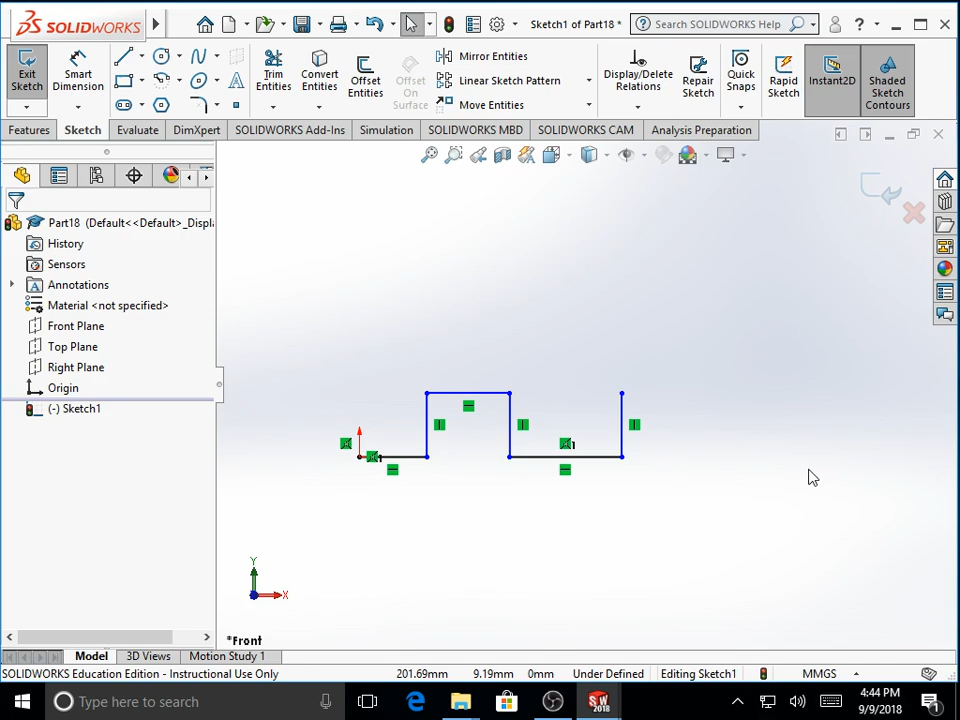 SOLIDWORKS
Sketch1 of Part18 *
Search SOLIDWORKS Help
Exit Sketch
Smart Dimension
Trim Entities
Convert Entities
Offset Entities
Offset On Surface
Mirror Entities
Linear Sketch Pattern
Move Entities
Display/Delete Relations
Repair Sketch
Quick Snaps
Rapid Sketch
Instant2D
Shaded Sketch Contours
Features
Sketch
Evaluate
DimXpert
SOLIDWORKS Add-Ins
Simulation
SOLIDWORKS MBD
SOLIDWORKS CAM
Analysis Preparation
Part18 (Default<<Default>_Displ
History
Sensors
Annotations
Material <not specified>
Front Plane
Top Plane
Right Plane
Origin
(-) Sketch1
1
1
Y
X
*Front
Model
3D Views
Motion Study 1
SOLIDWORKS Education Edition - Instructional Use Only
201.69mm
9.19mm
0mm
Under Defined
Editing Sketch1
MMGS
Type here to search
SW
2018
4:44 PM
9/9/2018
1